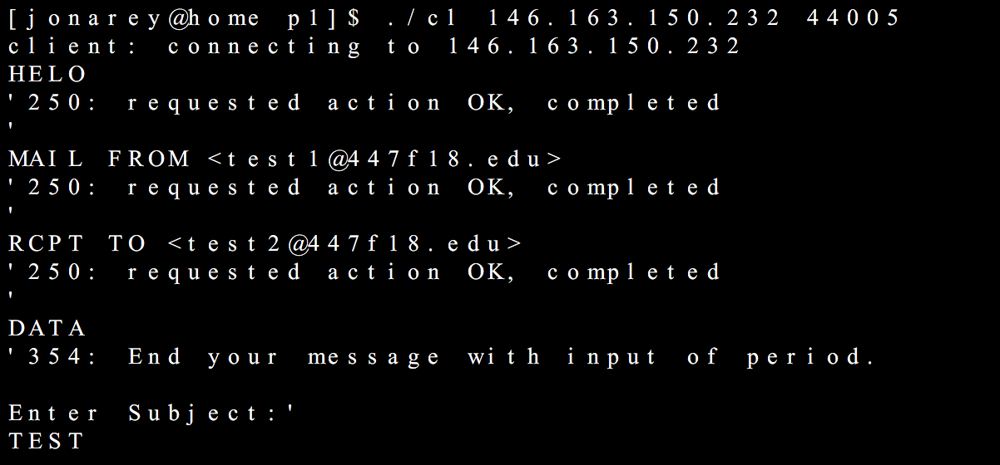 [jonarey@home p1]$ ./cl 146.163.150.232 44005
client: connecting to 146.163.150.232
HELO
'250: requested action OK, completed
'
MAIL FROM <test1@447f18.edu>
'250: requested action OK, completed
'
RCPT TO <test2@447f18.edu>
'250: requested action OK, completed
'
DATA
'354: End your message with input of period.
Enter Subject:'
TEST